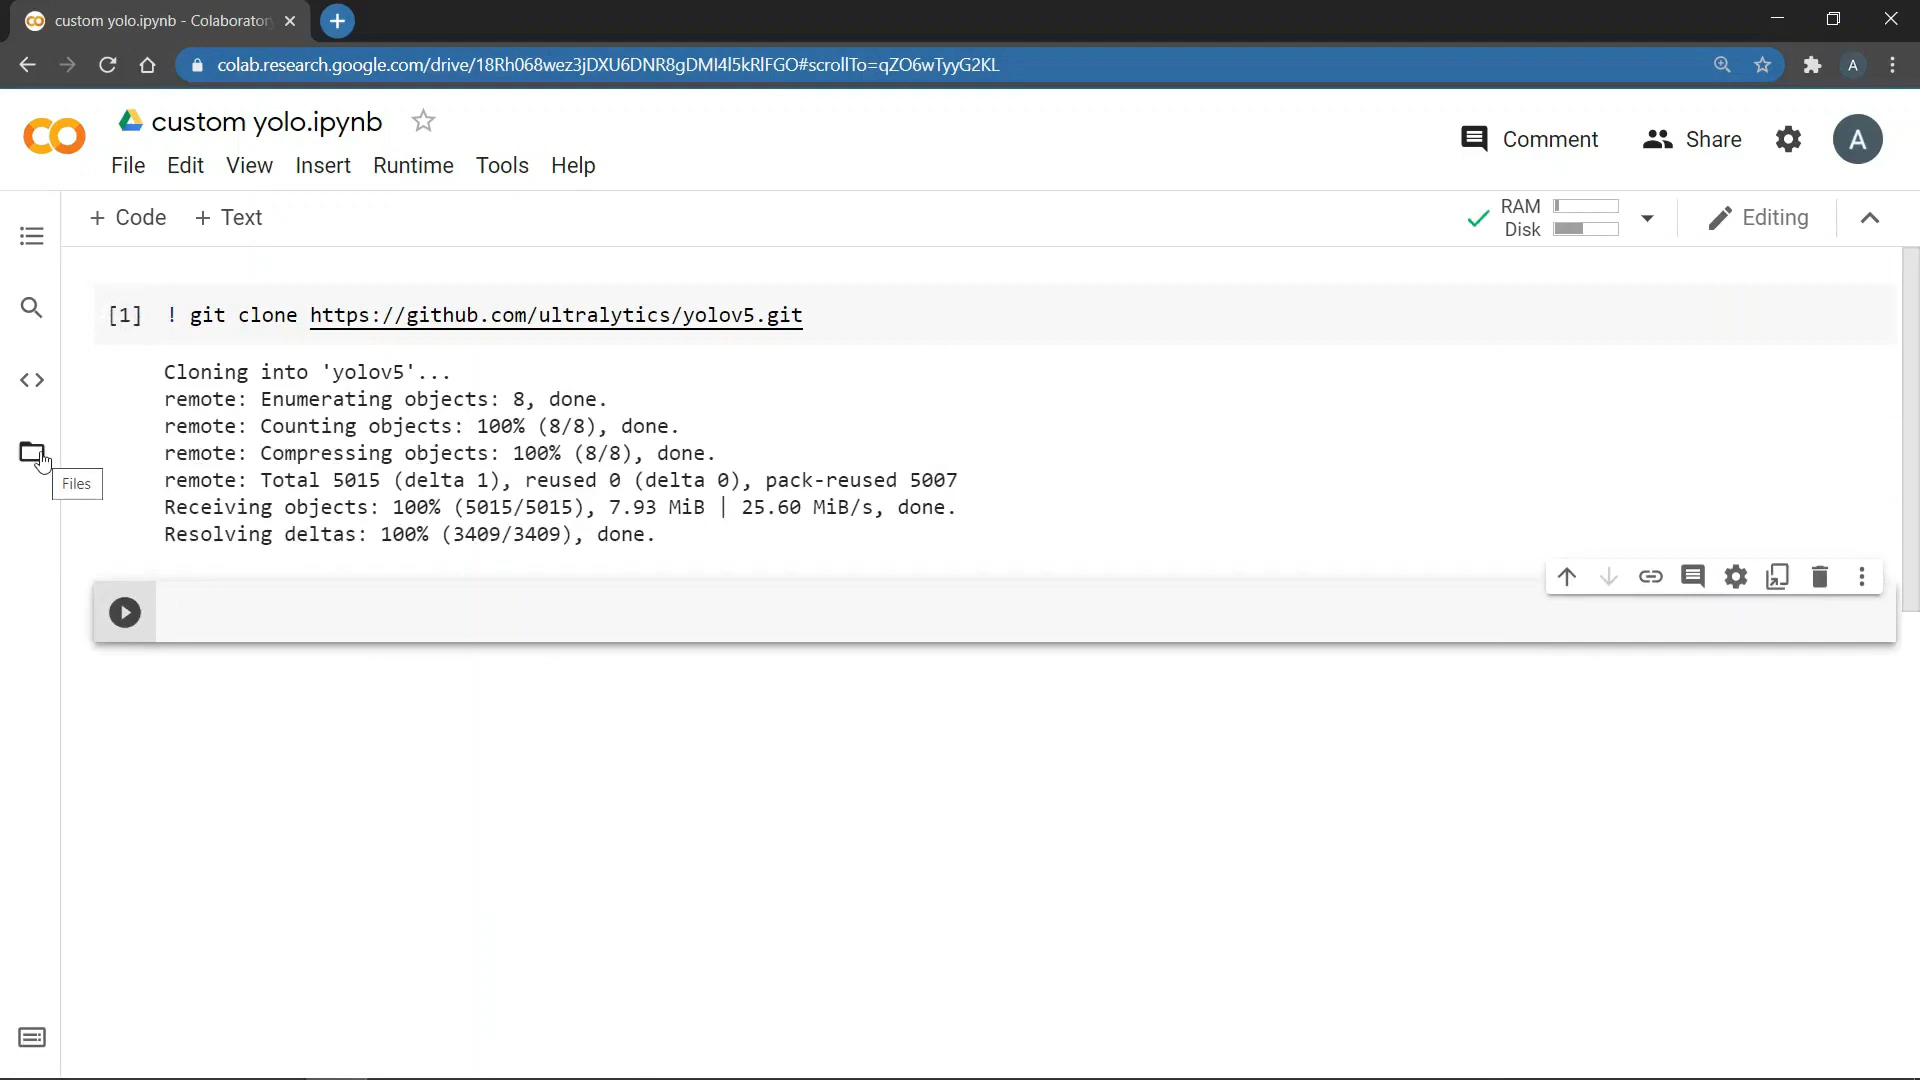 custom yolo.ipynb - Colaborator
colab.research.google.com/drive/18Rh068wez3jDXU6DNR8gDMI4l5kRlFGO#scrollTo=qZO6wTyyG2KL
A
custom yolo.ipynb
Comment
Share
A
File Edit View Insert Runtime Tools Help
+ Code + Text
RAM
Disk
Editing
[1] ! git clone https://github.com/ultralytics/yolov5.git
Cloning into 'yolov5'...
remote: Enumerating objects: 8, done.
remote: Counting objects: 100% (8/8), done.
remote: Compressing objects: 100% (8/8), done.
remote: Total 5015 (delta 1), reused 0 (delta 0), pack-reused 5007
Receiving objects: 100% (5015/5015), 7.93 MiB | 25.60 MiB/s, done.
Resolving deltas: 100% (3409/3409), done.
Files